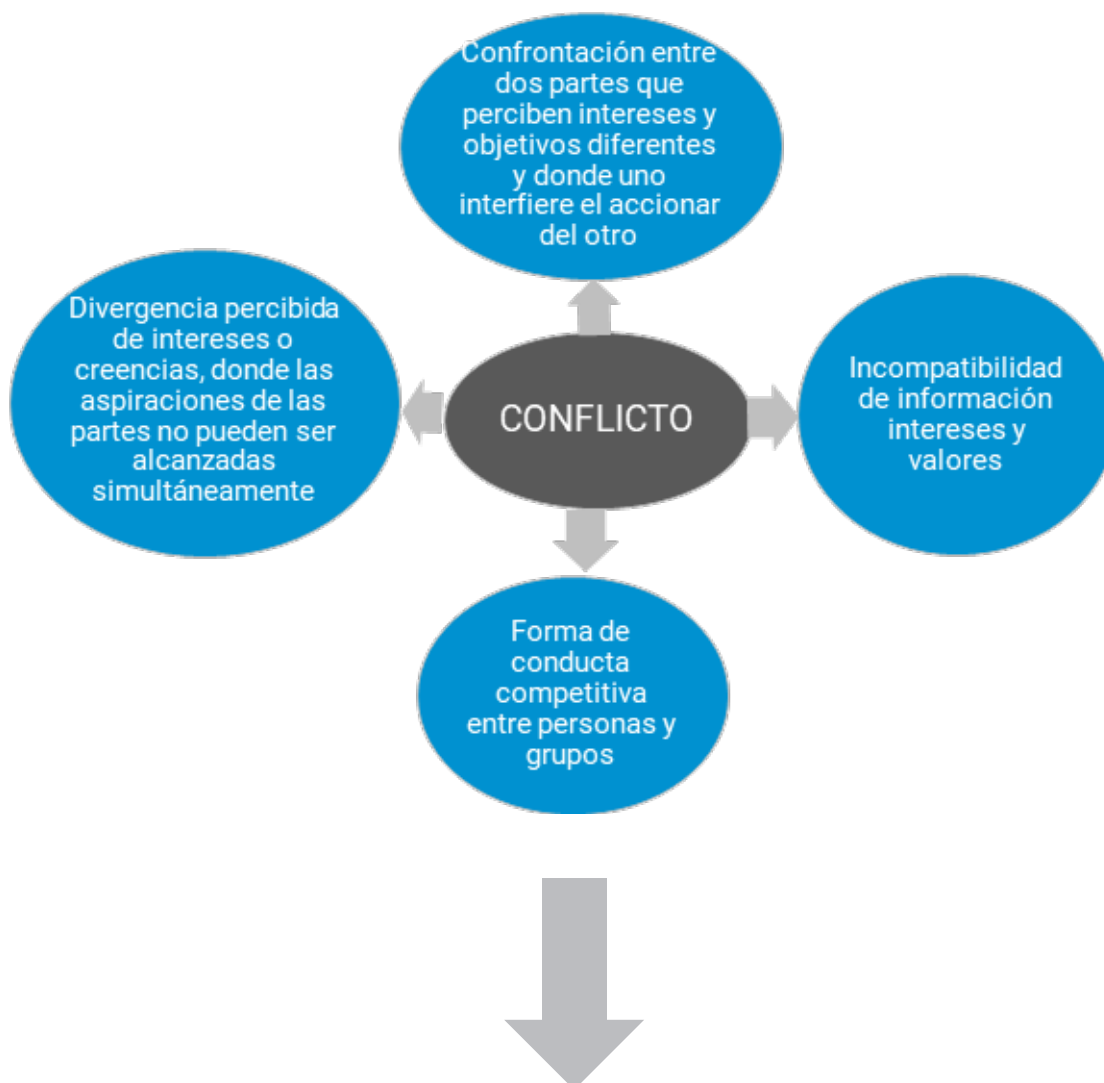 Confrontación entre
dos partes que
perciben intereses y
objetivos diferentes
y donde uno
interfiere el accionar
del otro
Divergencia percibida
de intereses o
creencias, donde las
aspiraciones de las
partes no pueden ser
alcanzadas
simultáneamente
CONFLICTO
Incompatibilidad
de información
intereses y
valores
Forma de
conducta
competitiva
entre personas y
grupos